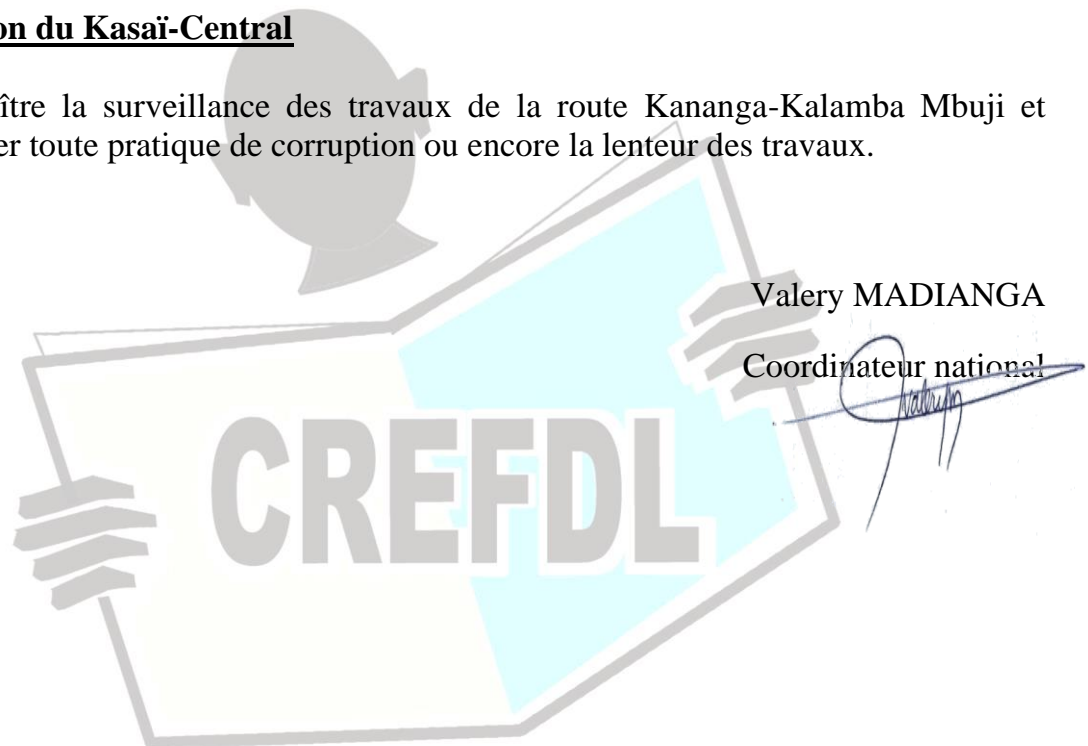 on du Kasaï-Central
ître la surveillance des travaux de la route Kananga-Kalamba Mbuji et
er toute pratique de corruption ou encore la lenteur des travaux.
Valery MADIANGA
Coordinateur national
CREFDL